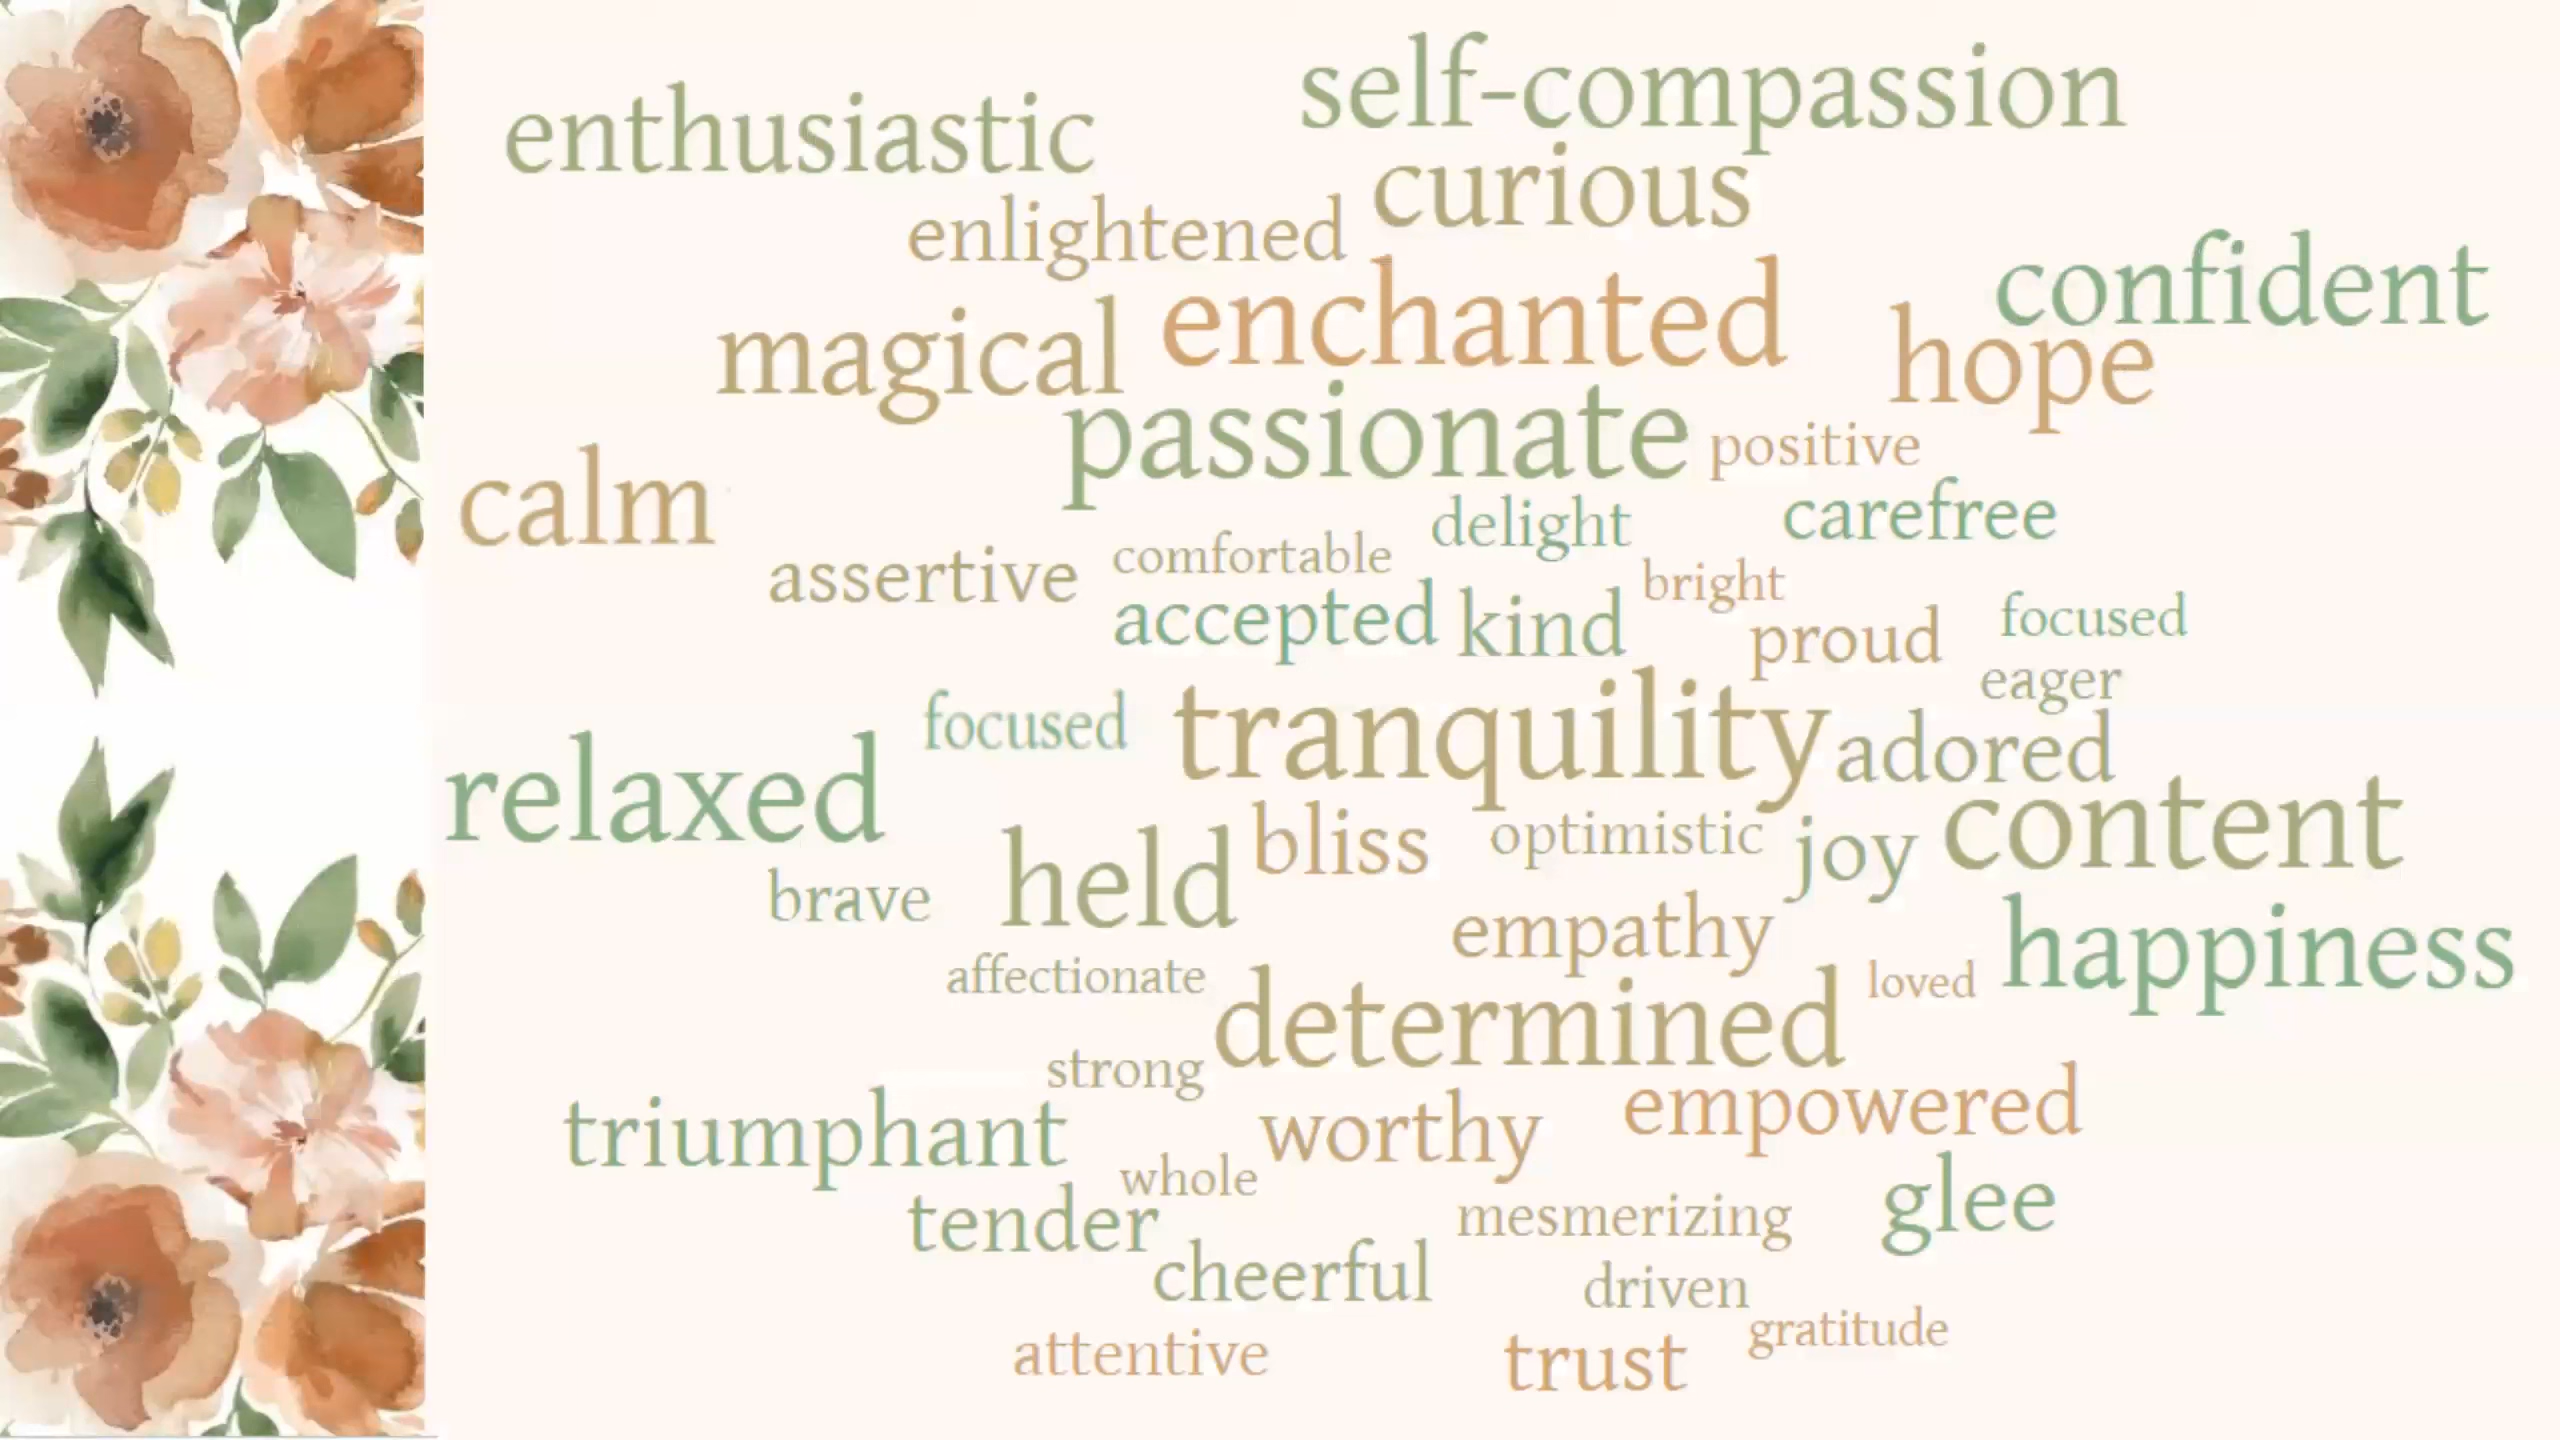 self-compassion
enthusiastic
curious
enlightened
confident
enchanted
magical
hope
passionate
positive
calm
delight
carefree
comfortable
assertive
bright
accepted
kind
proud
focused
eager
focused
tranquility
adored
relaxed
content
bliss
optimistic
joy
held
brave
empathy
happiness
affectionate
loved
determined
strong
empowered
triumphant
worthy
whole
glee
tender
mesmerizing
cheerful
driven
gratitude
attentive
trust